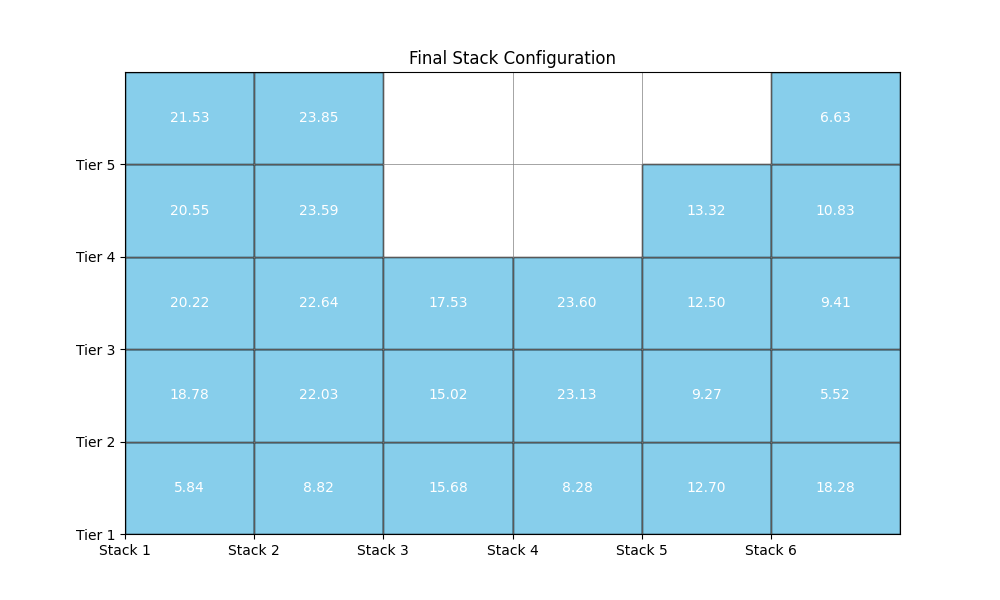 Final Stack Configuration
21.53 23.85 6.63
Tier 5
20.55 23.59 13.32 10.83
Tier 4
20.22 22.64 17.53 23.60 12.50 9.41
Tier 3
18.78 22.03 15.02 23.13 9.27 5.52
Tier 2
5.84 8.82 15.68 8.28 12.70 18.28
Tier 1
Stack 1 Stack 2 Stack 3 Stack 4 Stack 5 Stack 6